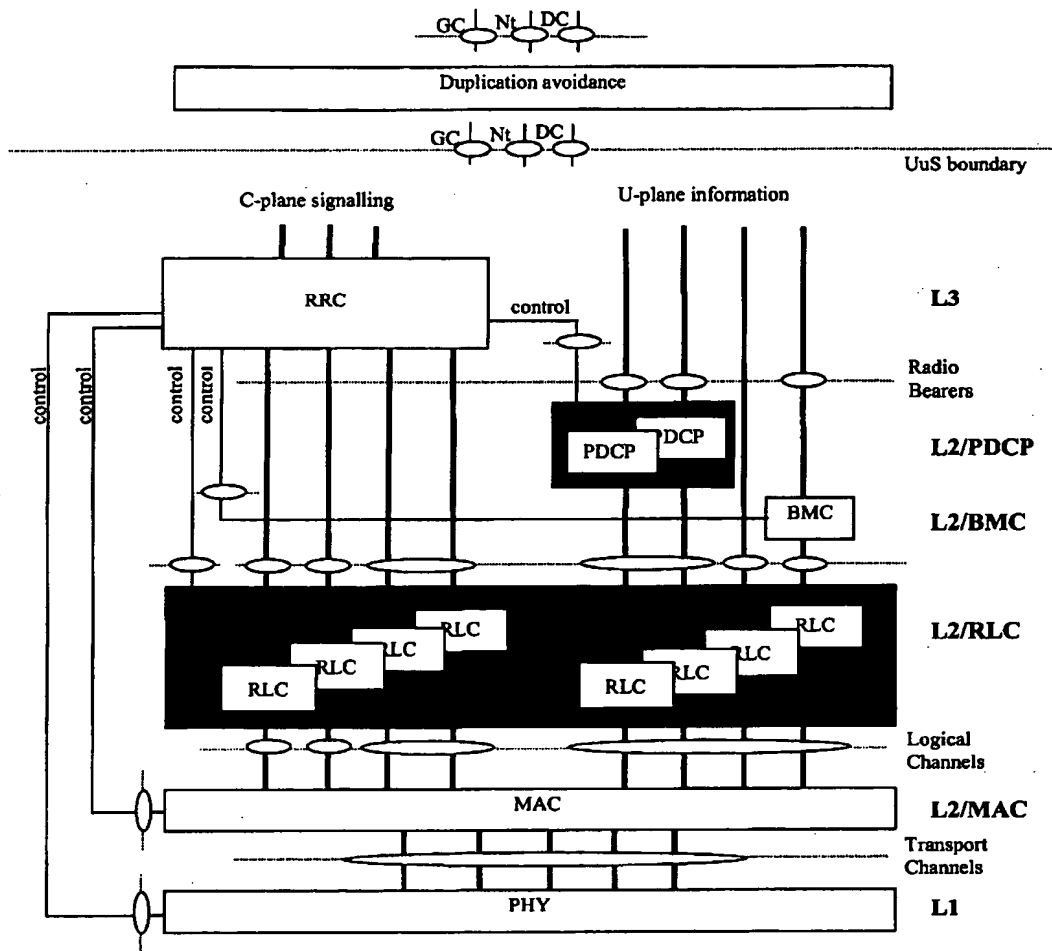 GC Nt DC
Duplication avoidance
GC Nt DC
UuS boundary
C-plane signalling
U-plane information
RRC
control
L3
control
control
control
control
Radio
Bearers
PDCP
PDCP
L2/PDCP
BMC
L2/BMC
RLC
RLC
RLC
RLC
RLC
RLC
RLC
RLC
L2/RLC
Logical
Channels
MAC
L2/MAC
Transport
Channels
PHY
L1